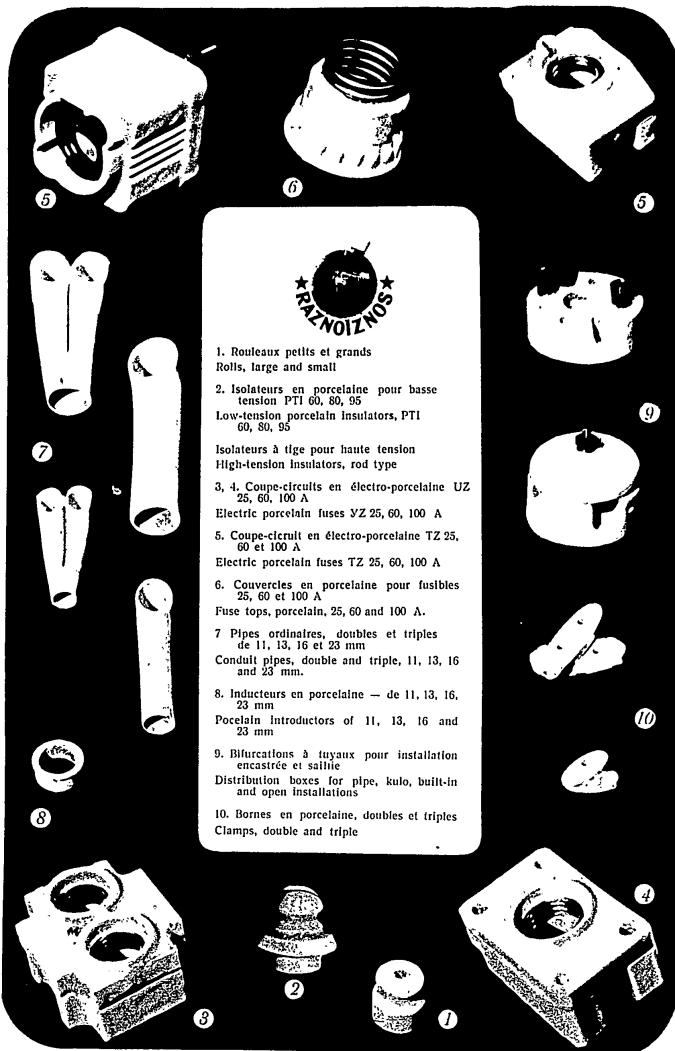 5
6
5
RAZNOIZNOS
1. Rouleaux petits et grands
Rolls, large and small
2. Isolateurs en porcelaine pour basse
tension PTI 60, 80, 95
Low-tension porcelain insulators, PTI
60, 80, 95
Isolateurs à tige pour haute tension
High-tension insulators, rod type
3, 4. Coupe-circuits en électro-porcelaine UZ
25, 60, 100 A
Electric porcelain fuses УZ 25, 60, 100 A
5. Coupe-cicruit en électro-porcelaine TZ 25,
60 et 100 A
Electric porcelain fuses TZ 25, 60, 100 A
6. Couvercles en porcelaine pour fusibles
25, 60 et 100 A
Fuse tops, porcelain, 25, 60 and 100 A.
7 Pipes ordinaires, doubles et triples
de 11, 13, 16 et 23 mm
Conduit pipes, double and triple, 11, 13, 16
and 23 mm.
8. Inducteurs en porcelaine — de 11, 13, 16,
23 mm
Pocelain Introductors of 11, 13, 16 and
23 mm
9. Bifurcations à tuyaux pour installation
encastrée et saillie
Distribution boxes for pipe, kulo, built-in
and open installations
10. Bornes en porcelaine, doubles et triples
Clamps, double and triple
7
9
10
8
4
3
2
1